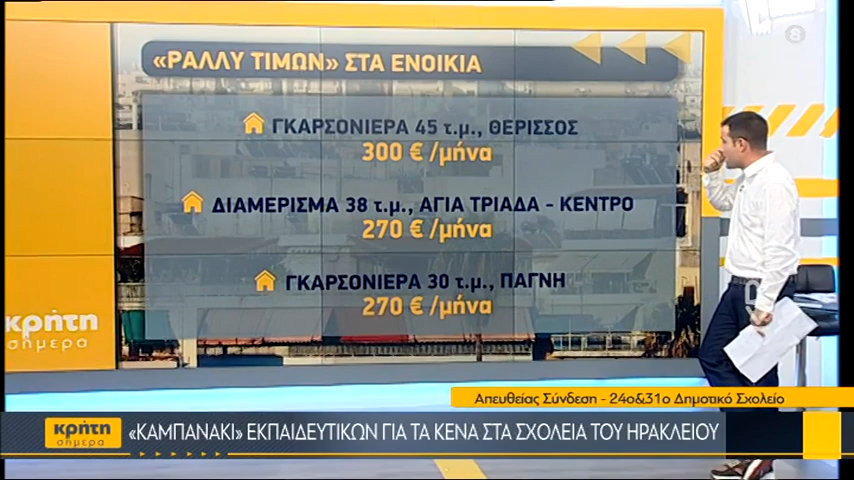 «ΡΑΛΛΥ ΤΙΜΩΝ» ΣΤΑ ΕΝΟΙΚΙΑ
ΓΚΑΡΣΟΝΙΕΡΑ 45 τ.μ., ΘΕΡΙΣΣΟΣ
300 € /μήνα
ΔΙΑΜΕΡΙΣΜΑ 38 τ.μ., ΑΓΙΑ ΤΡΙΑΔΑ - ΚΕΝΤΡΟ
270 € /μήνα
ΓΚΑΡΣΟΝΙΕΡΑ 30 τ.μ., ΠΑΓΝΗ
270 € /μήνα
κρήτη
σήμερα
9
Απευθείας Σύνδεση - 24ο&31ο Δημοτικό Σχολείο
κρήτη
σήμερα
«ΚΑΜΠΑΝΑΚΙ» ΕΚΠΑΙΔΕΥΤΙΚΩΝ ΓΙΑ ΤΑ ΚΕΝΑ ΣΤΑ ΣΧΟΛΕΙΑ ΤΟΥ ΗΡΑΚΛΕΙΟΥ